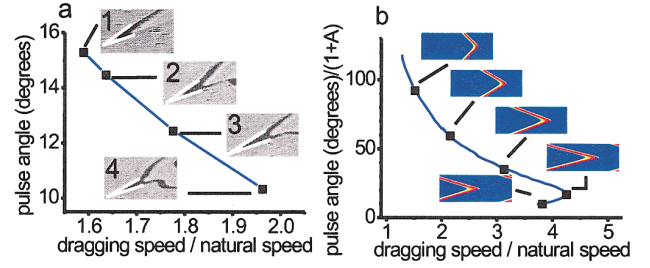 a
16
14
12
10
pulse angle (degrees)
1
2
3
4
1.6 1.7 1.8 1.9 2.0
dragging speed / natural speed
b
100
50
0
pulse angle (degrees)/(1+A)
1 2 3 4 5
dragging speed / natural speed